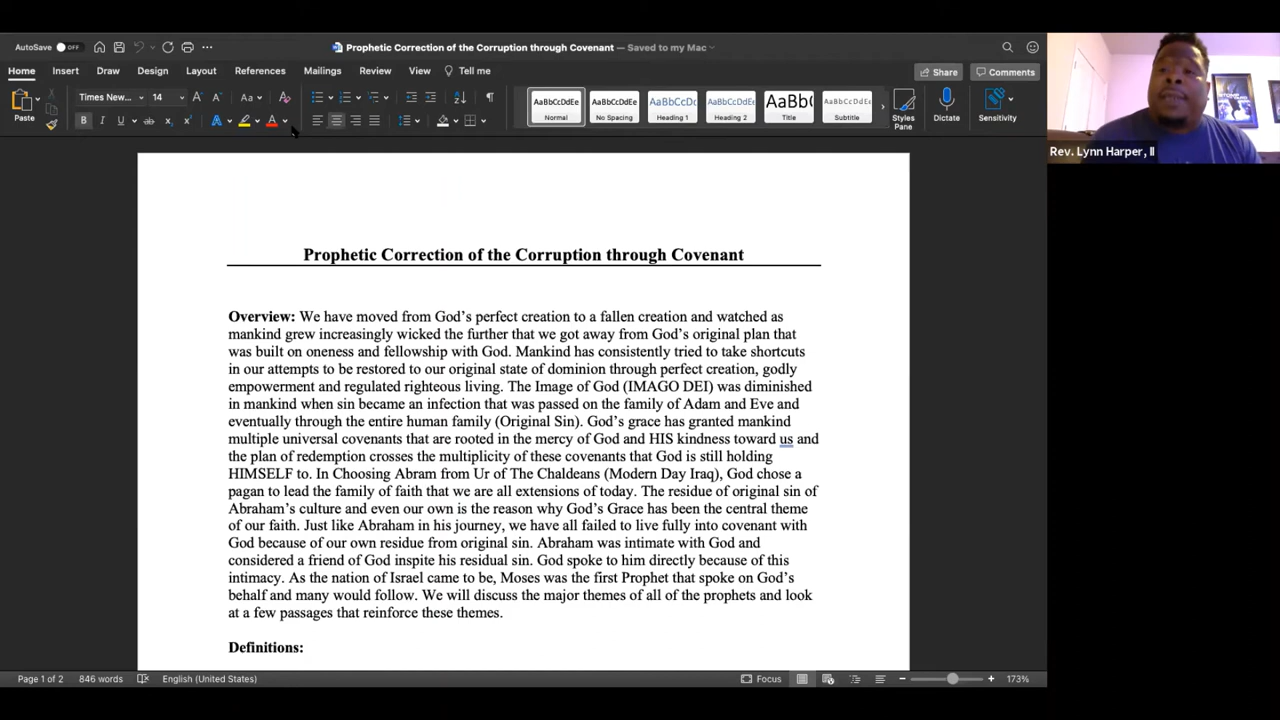 AutoSave OFF
Prophetic Correction of the Corruption through Covenant — Saved to my Mac
Home Insert Draw Design Layout References Mailings Review View Tell me Share Comments
Paste Times New... 14 Aa
AaBbCcDdEe AaBbCcDdEe AaBbCcDc AaBbCcDdEe AaBbC AaBbCcDdEe
Normal No Spacing Heading 1 Heading 2 Title Subtitle Styles Pane Dictate Sensitivity
Rev. Lynn Harper, II
Prophetic Correction of the Corruption through Covenant
Overview: We have moved from God's perfect creation to a fallen creation and watched as
mankind grew increasingly wicked the further that we got away from God's original plan that
was built on oneness and fellowship with God. Mankind has consistently tried to take shortcuts
in our attempts to be restored to our original state of dominion through perfect creation, godly
empowerment and regulated righteous living. The Image of God (IMAGO DEI) was diminished
in mankind when sin became an infection that was passed on the family of Adam and Eve and
eventually through the entire human family (Original Sin). God's grace has granted mankind
multiple universal covenants that are rooted in the mercy of God and HIS kindness toward us and
the plan of redemption crosses the multiplicity of these covenants that God is still holding
HIMSELF to. In Choosing Abram from Ur of The Chaldeans (Modern Day Iraq), God chose a
pagan to lead the family of faith that we are all extensions of today. The residue of original sin of
Abraham's culture and even our own is the reason why God's Grace has been the central theme
of our faith. Just like Abraham in his journey, we have all failed to live fully into covenant with
God because of our own residue from original sin. Abraham was intimate with God and
considered a friend of God inspite his residual sin. God spoke to him directly because of this
intimacy. As the nation of Israel came to be, Moses was the first Prophet that spoke on God's
behalf and many would follow. We will discuss the major themes of all of the prophets and look
at a few passages that reinforce these themes.
Definitions:
Page 1 of 2 846 words English (United States) Focus 173%